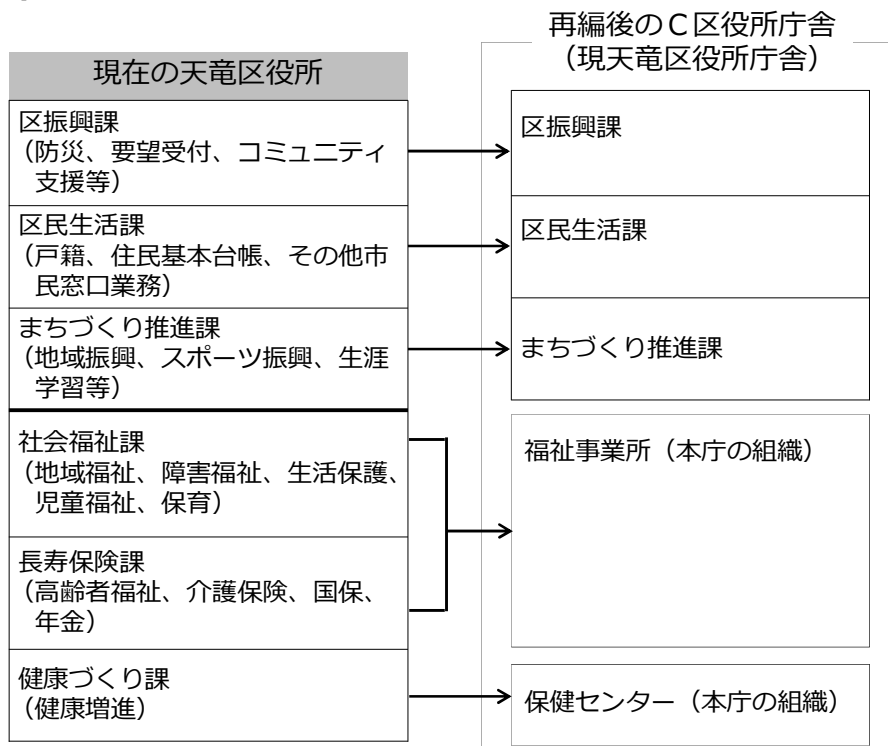 再編後のC区役所庁舎
（現天竜区役所庁舎）
現在の天竜区役所
区振興課
（防災、要望受付、コミュニティ
支援等）
区振興課
区民生活課
（戸籍、住民基本台帳、その他市
民窓口業務）
区民生活課
まちづくり推進課
（地域振興、スポーツ振興、生涯
学習等）
まちづくり推進課
社会福祉課
（地域福祉、障害福祉、生活保護、
児童福祉、保育）
長寿保険課
（高齢者福祉、介護保険、国保、
年金）
福祉事業所（本庁の組織）
健康づくり課
（健康増進）
保健センター（本庁の組織）